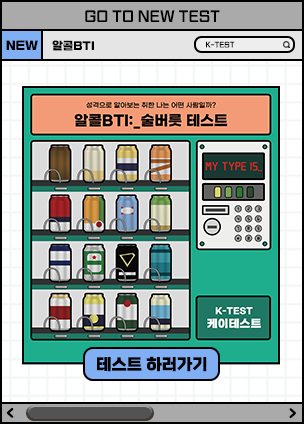 GO TO NEW TEST
NEW
알콜BTI
K-TEST
성격으로 알아보는 취한 나는 어떤 사람일까?
알콜BTI:_술버릇 테스트
MY TYPE IS_
K-TEST
케이테스트
테스트 하러가기